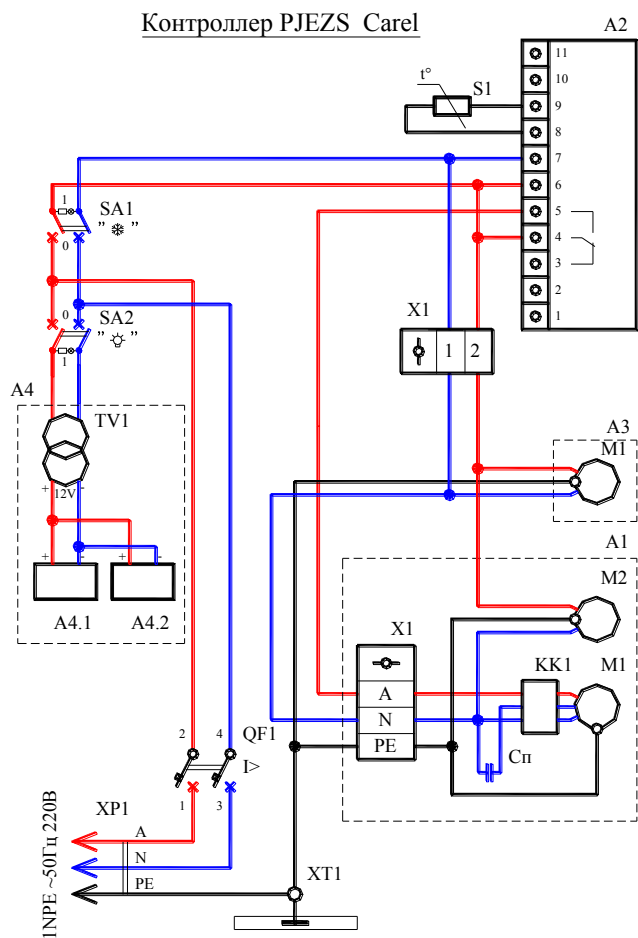 Контроллер PJEZS Carel
A2
11
10
t° S1 9
8
7
6
1 SA1 5
" ❄ " 4
0 3
2
0 SA2 X1 1
" "
1 1 2
A4
TV1 A3
M1
+ 12V -
A1
+ - + - M2
A4.1 A4.2 X1
KK1 M1
A
N
2 4 QF1 PE
I> Сп
1 3
XP1
A
N
PE XT1
1NPE ~50Гц 220В